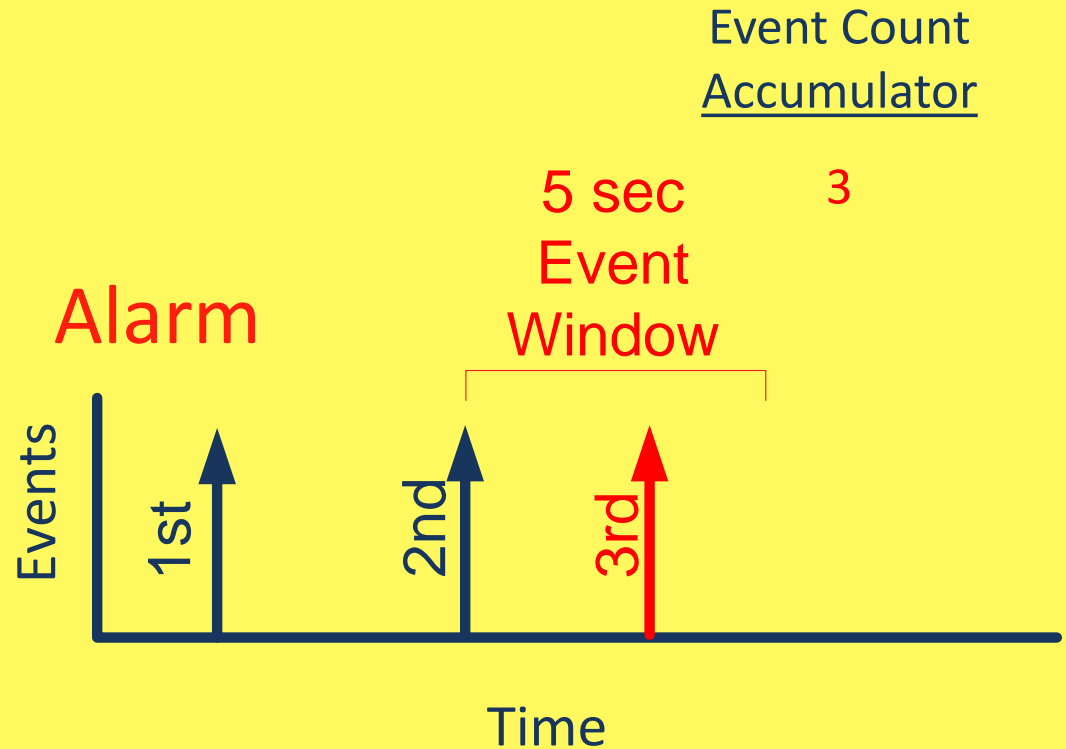 Event Count
Accumulator
5 sec
Event
Window
3
Alarm
Events
1st
2nd
3rd
Time